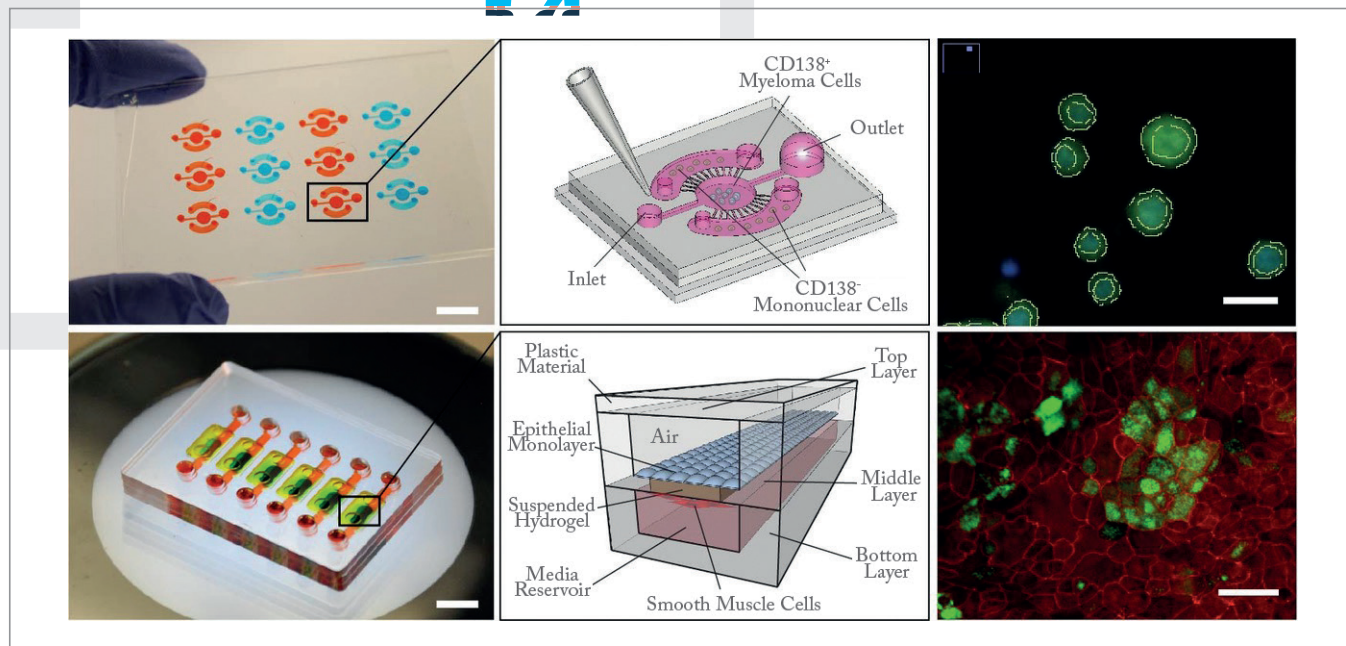 CD138⁺
Myeloma Cells
Outlet
Inlet
CD138⁻
Mononuclear Cells
Plastic
Material
Top
Layer
Epithelial
Monolayer
Air
Suspended
Hydrogel
Middle
Layer
Media
Reservoir
Bottom
Layer
Smooth Muscle Cells